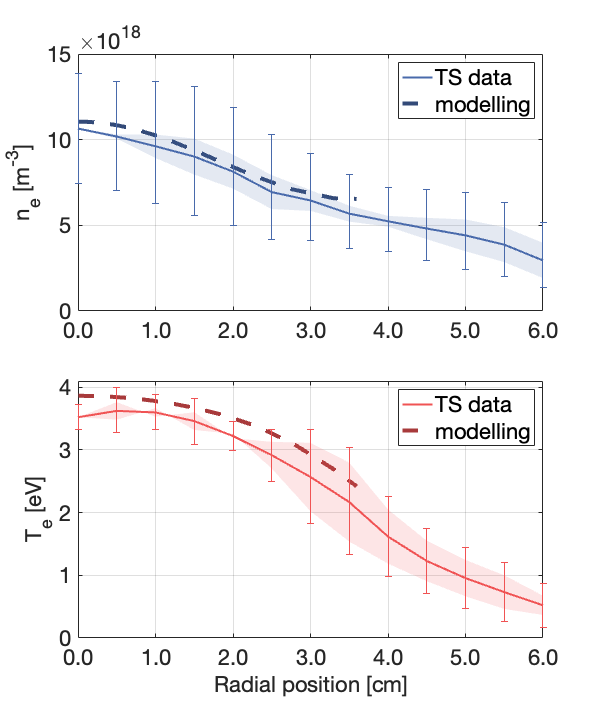 ×10^18
15
10
5
0
n_e [m^-3]
TS data
modelling
0.0 1.0 2.0 3.0 4.0 5.0 6.0
4
3
2
1
0
T_e [eV]
TS data
modelling
0.0 1.0 2.0 3.0 4.0 5.0 6.0
Radial position [cm]